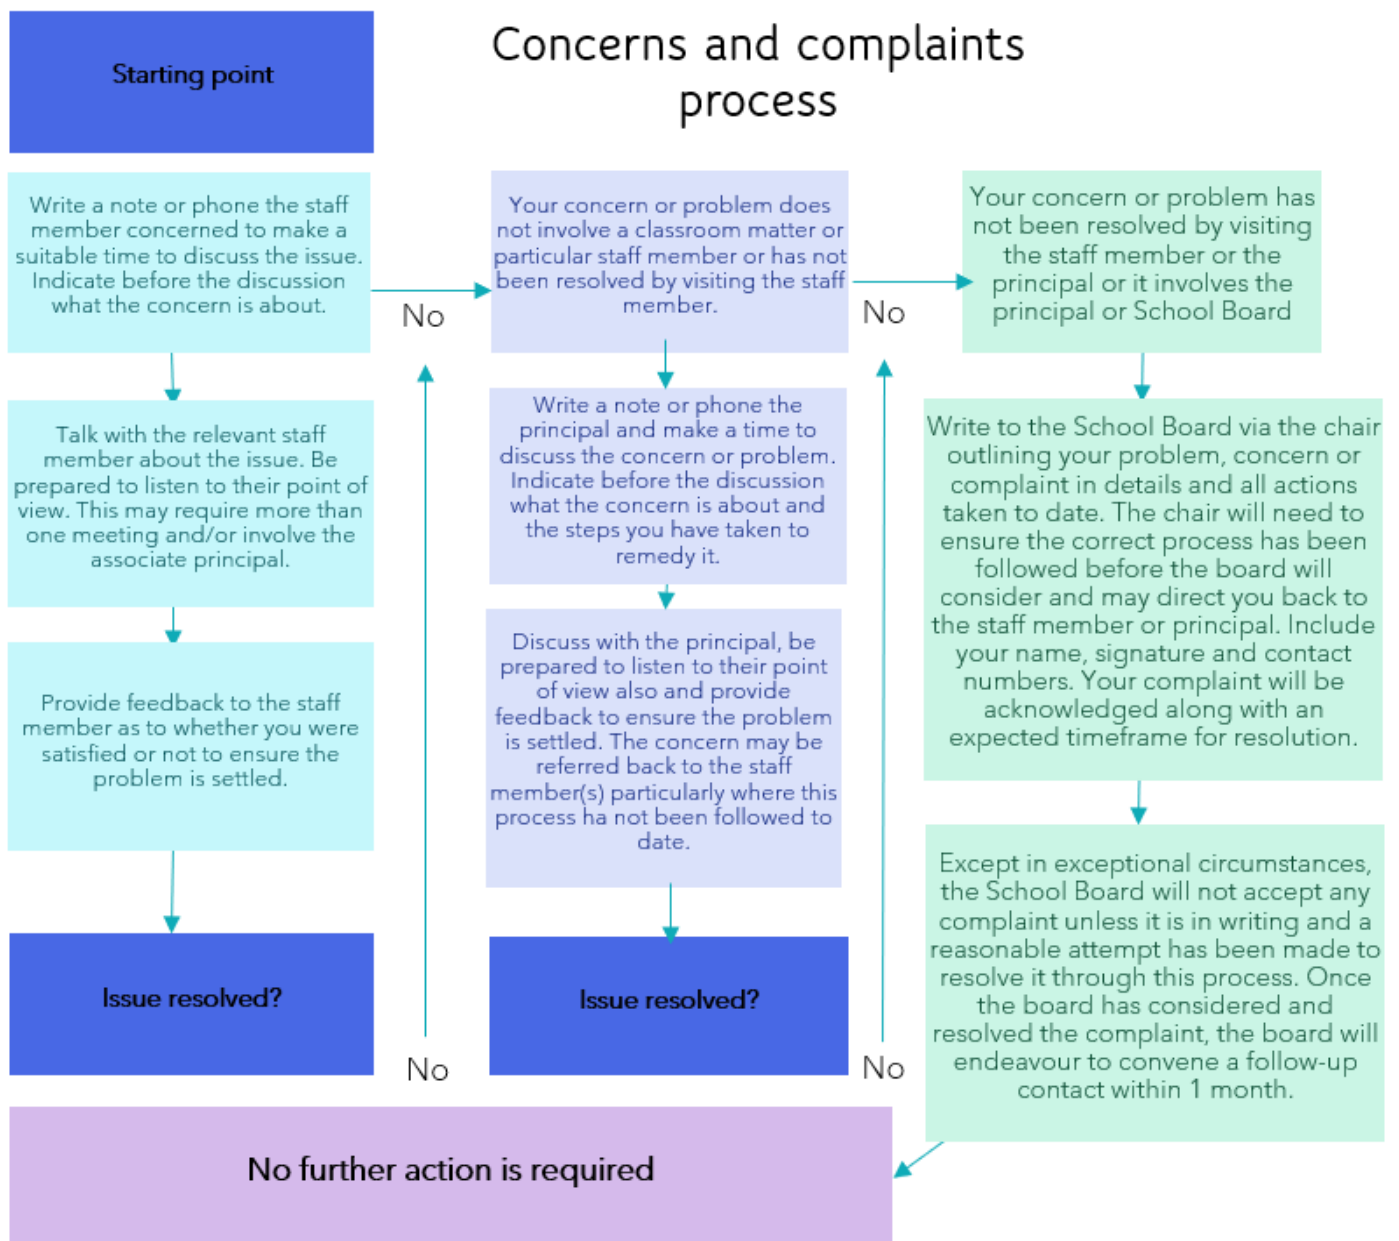 Concerns and complaints
process
Starting point
Write a note or phone the staff
member concerned to make a
suitable time to discuss the issue.
Indicate before the discussion
what the concern is about.
No
Talk with the relevant staff
member about the issue. Be
prepared to listen to their point of
view. This may require more than
one meeting and/or involve the
associate principal.
Provide feedback to the staff
member as to whether you were
satisfied or not to ensure the
problem is settled.
Issue resolved?
No
Your concern or problem does
not involve a classroom matter or
particular staff member or has not
been resolved by visiting the staff
member.
No
Write a note or phone the
principal and make a time to
discuss the concern or problem.
Indicate before the discussion
what the concern is about and
the steps you have taken to
remedy it.
Discuss with the principal, be
prepared to listen to their point
of view also and provide
feedback to ensure the problem
is settled. The concern may be
referred back to the staff
member(s) particularly where this
process ha not been followed to
date.
Issue resolved?
No
Your concern or problem has
not been resolved by visiting
the staff member or the
principal or it involves the
principal or School Board
Write to the School Board via the chair
outlining your problem, concern or
complaint in details and all actions
taken to date. The chair will need to
ensure the correct process has been
followed before the board will
consider and may direct you back to
the staff member or principal. Include
your name, signature and contact
numbers. Your complaint will be
acknowledged along with an
expected timeframe for resolution.
Except in exceptional circumstances,
the School Board will not accept any
complaint unless it is in writing and a
reasonable attempt has been made to
resolve it through this process. Once
the board has considered and
resolved the complaint, the board will
endeavour to convene a follow-up
contact within 1 month.
No further action is required